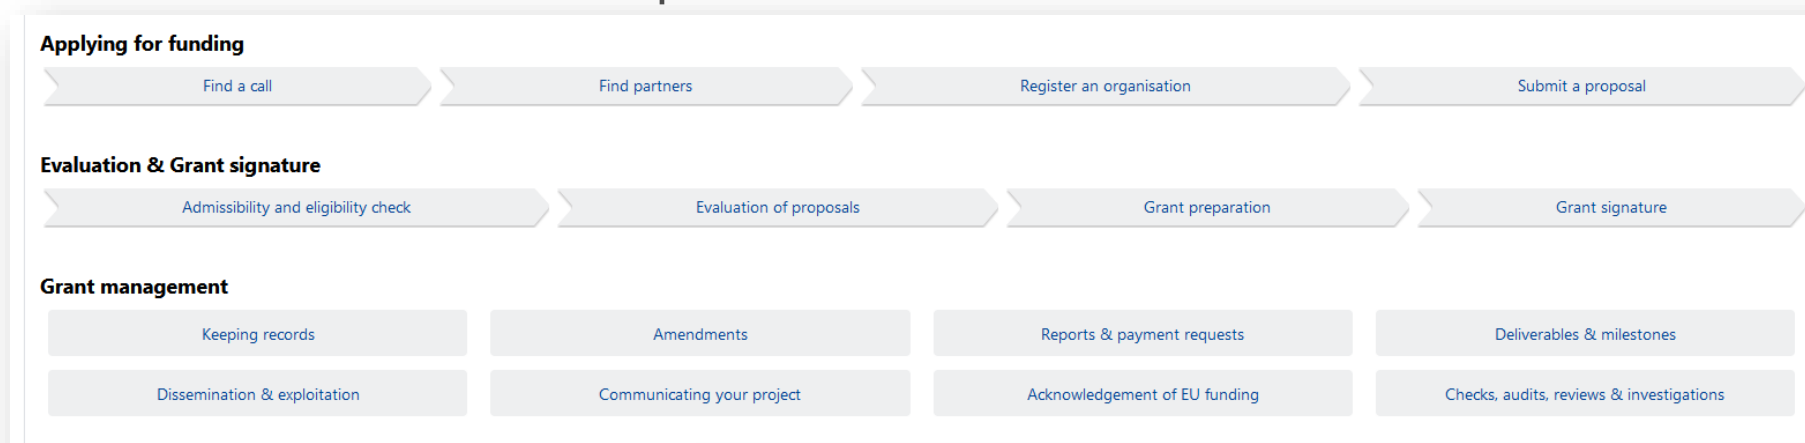 Applying for funding
Find a call
Find partners
Register an organisation
Submit a proposal
Evaluation & Grant signature
Admissibility and eligibility check
Evaluation of proposals
Grant preparation
Grant signature
Grant management
Keeping records
Amendments
Reports & payment requests
Deliverables & milestones
Dissemination & exploitation
Communicating your project
Acknowledgement of EU funding
Checks, audits, reviews & investigations